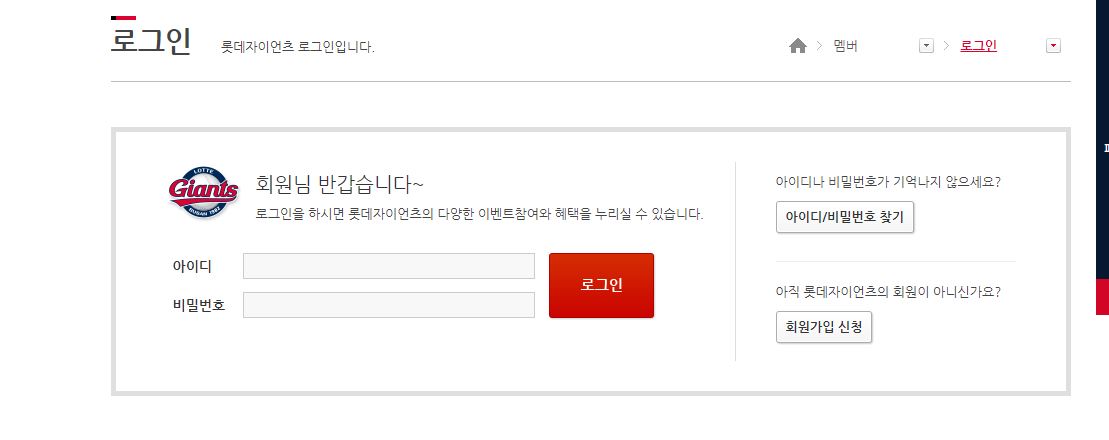 로그인
롯데자이언츠 로그인입니다.
멤버
로그인
LOTTE
Giants
BUSAN 1982
회원님 반갑습니다~
로그인을 하시면 롯데자이언츠의 다양한 이벤트참여와 혜택을 누리실 수 있습니다.
아이디
비밀번호
로그인
아이디나 비밀번호가 기억나지 않으세요?
아이디/비밀번호 찾기
아직 롯데자이언츠의 회원이 아니신가요?
회원가입 신청